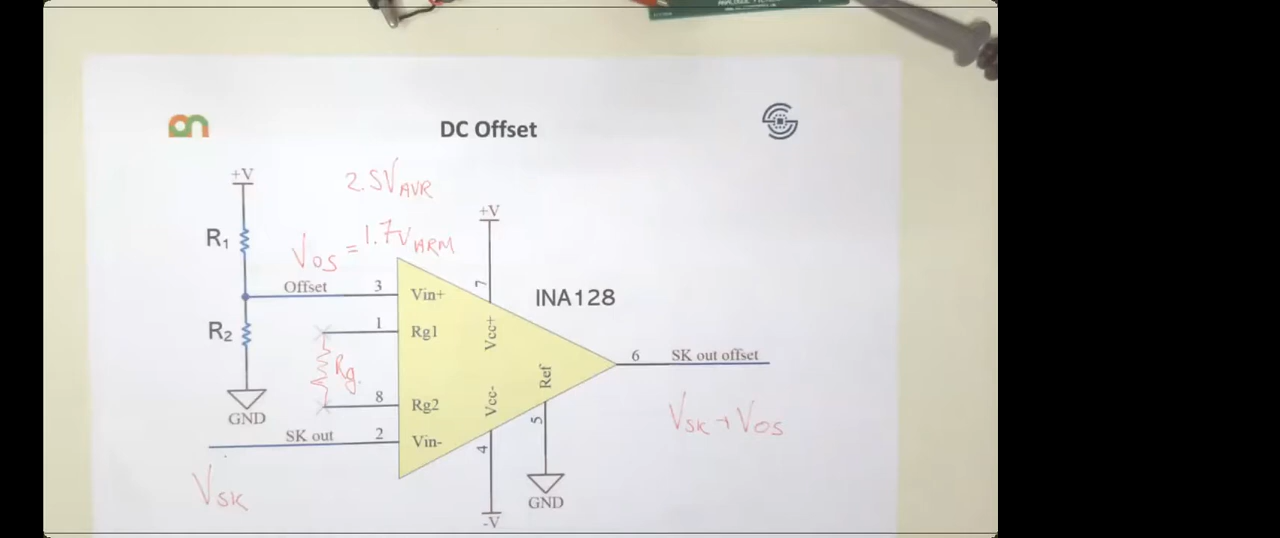 DC Offset
+V
2.5V AVR
+V
R1
VOS = 1.7V ARM
Offset
3
Vin+
7
INA128
1
Rg1
Vcc+
R2
Rg.
6
SK out offset
Ref
8
Rg2
Vcc-
GND
5
VSK + VOS
SK out
2
Vin-
4
VSK
GND
-V